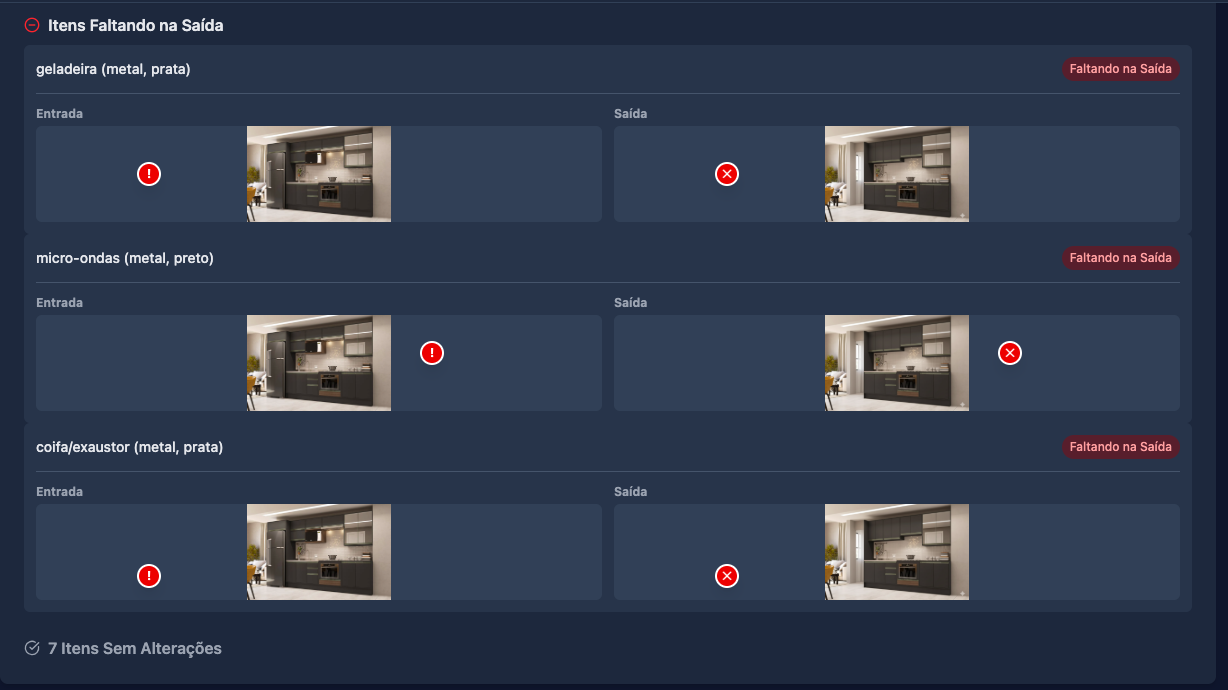 Itens Faltando na Saída
geladeira (metal, prata)
Faltando na Saída
Entrada
Saída
micro-ondas (metal, preto)
Faltando na Saída
Entrada
Saída
coifa/exaustor (metal, prata)
Faltando na Saída
Entrada
Saída
7 Itens Sem Alterações